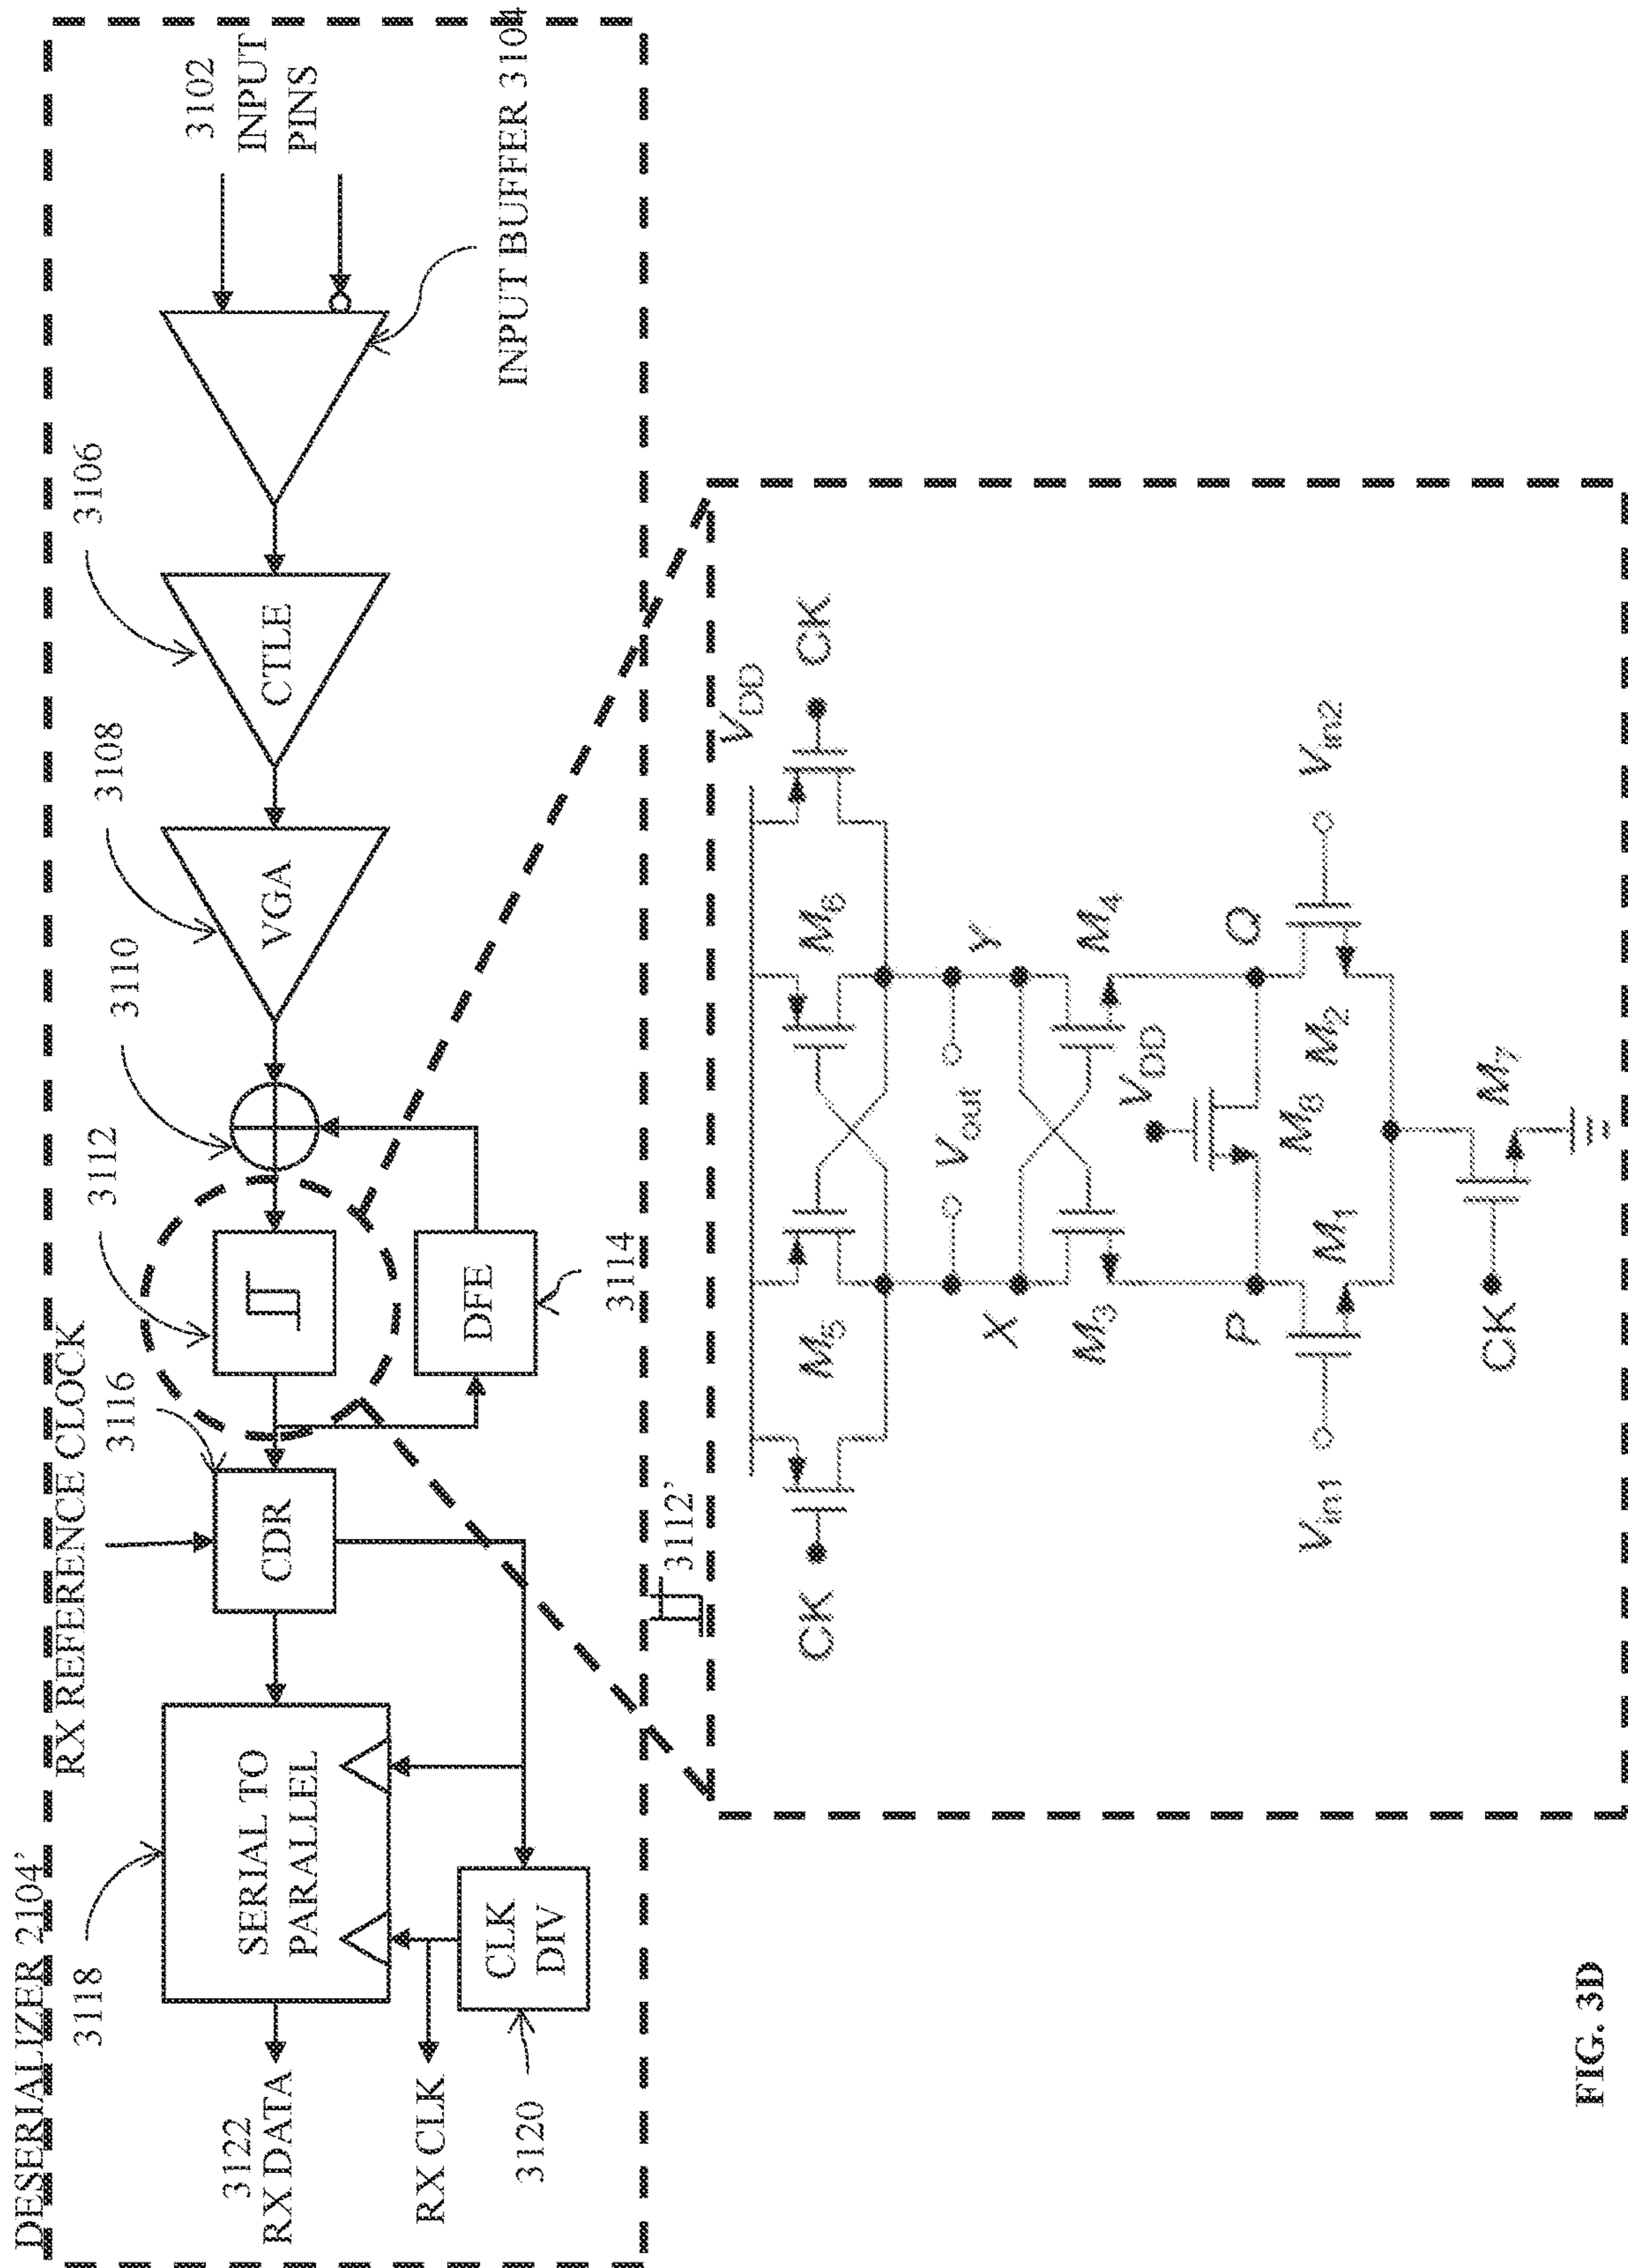 DESERIALIZER 2104'
RX REFERENCE CLOCK
3118
3116
3112
3110
3108
3106
3102
INPUT
PINS
3122
RX DATA
SERIAL TO
PARALLEL
CDR
VGA
CTLE
RX CLK
CLK
DIV
DFE
INPUT BUFFER 3104
3120
3114
3112'
VDD
CK
CK
M5
M6
X
Vout
Y
M3
M4
VDD
P
Q
M8
Vin1
M1
M2
Vin2
CK
M7
FIG. 3D